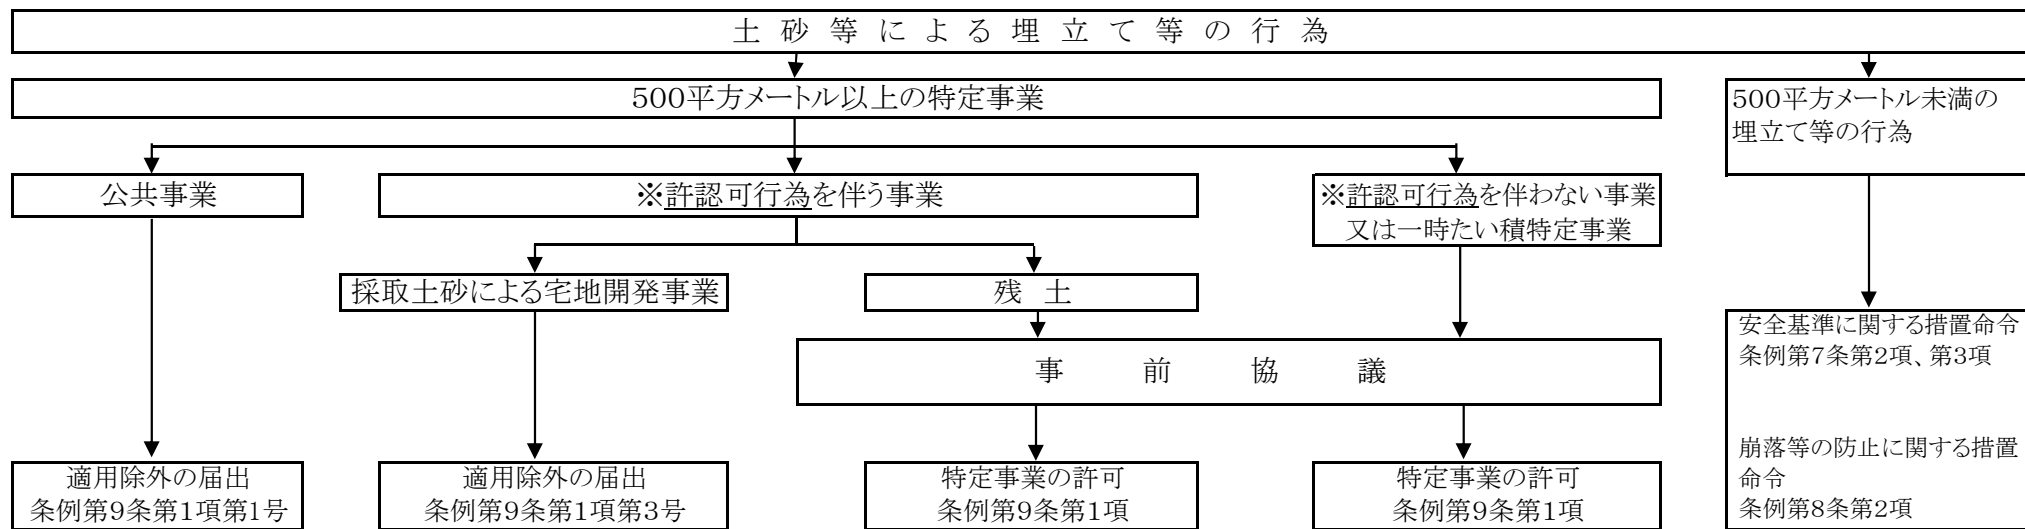 土砂等による埋立て等の行為
500平方メートル以上の特定事業
500平方メートル未満の
埋立て等の行為
公共事業
※許認可行為を伴う事業
※許認可行為を伴わない事業
又は一時たい積特定事業
採取土砂による宅地開発事業
残土
事前協議
安全基準に関する措置命令
条例第7条第2項、第3項
崩落等の防止に関する措置
命令
条例第8条第2項
適用除外の届出
条例第9条第1項第1号
適用除外の届出
条例第9条第1項第3号
特定事業の許可
条例第9条第1項
特定事業の許可
条例第9条第1項